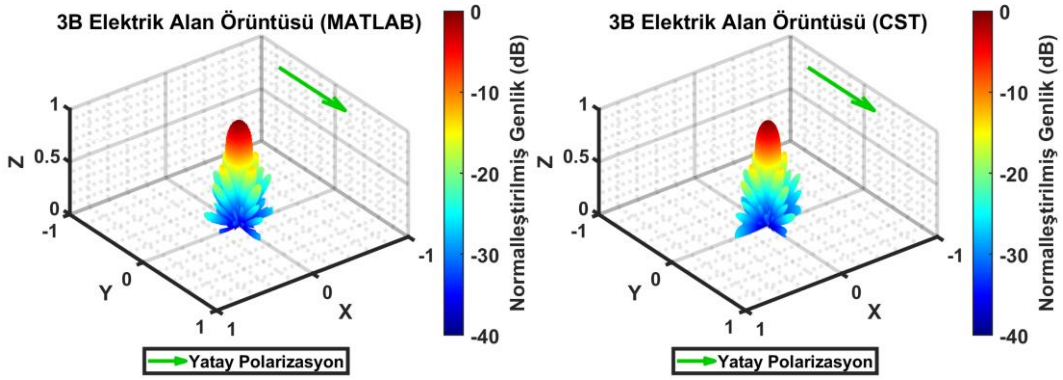 3B Elektrik Alan Örüntüsü (MATLAB)
0
-10
-20
-30
-40
Normalleştirilmiş Genlik (dB)
1
0.5
0
Z
-1
0
1
Y
1
0
-1
X
Yatay Polarizasyon
3B Elektrik Alan Örüntüsü (CST)
0
-10
-20
-30
-40
Normalleştirilmiş Genlik (dB)
1
0.5
0
Z
-1
0
1
Y
1
0
-1
X
Yatay Polarizasyon